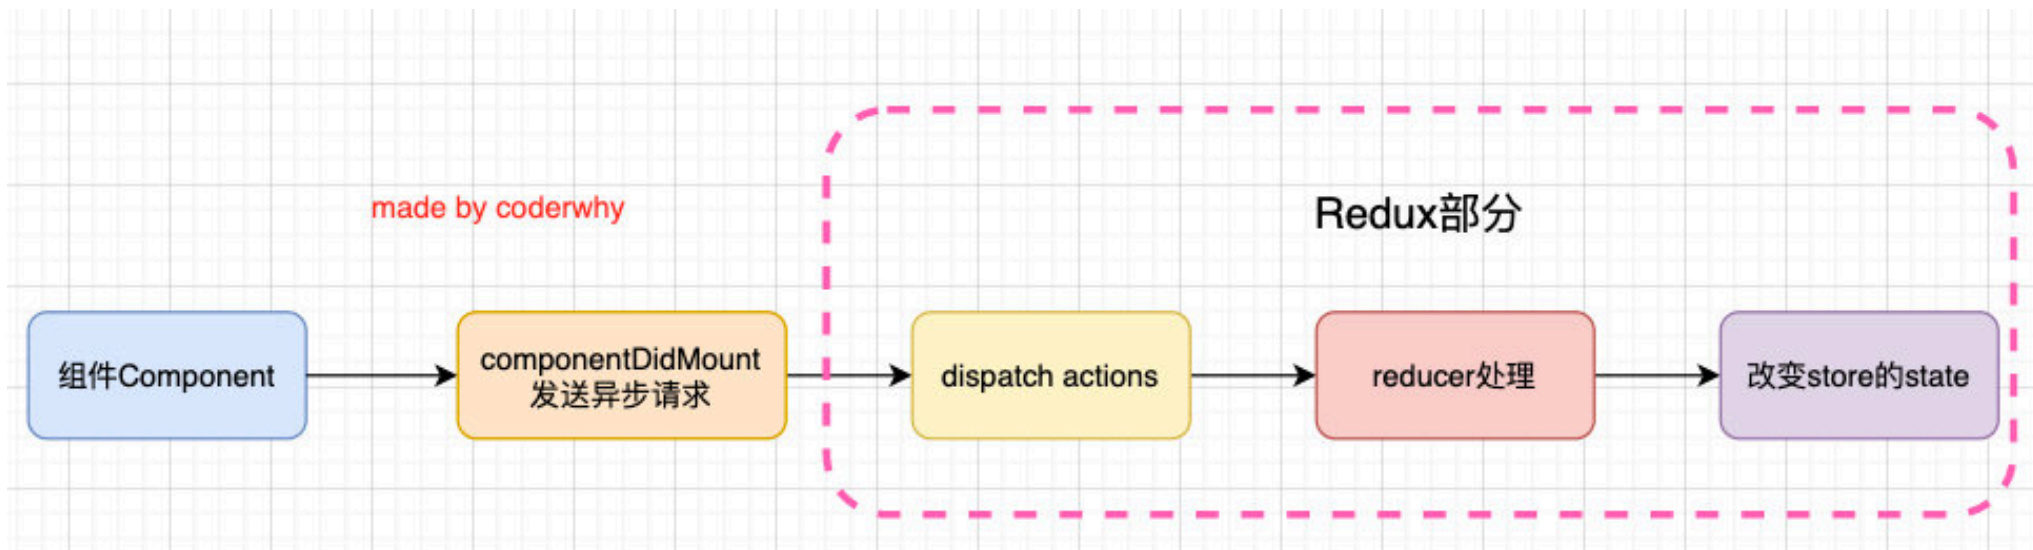 made by coderwhy
Redux部分
组件Component
componentDidMount
发送异步请求
dispatch actions
reducer处理
改变store的state